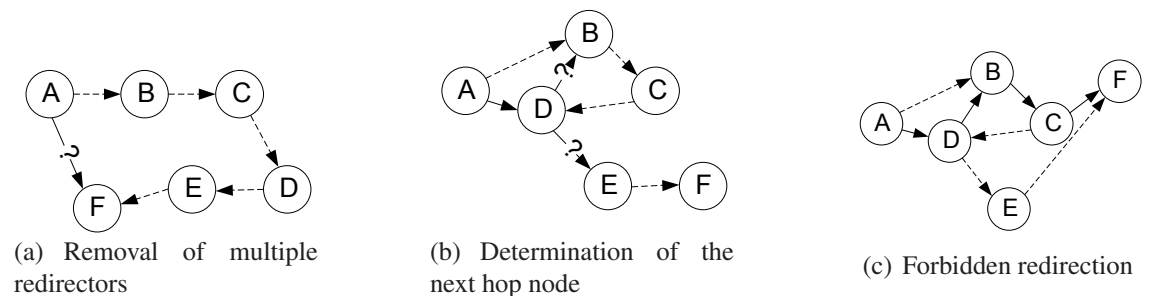 A
B
C
?
F
E
D
(a) Removal of multiple
redirectors
B
?
A
D
C
?
E
F
(b) Determination of the
next hop node
B
F
A
D
C
E
(c) Forbidden redirection